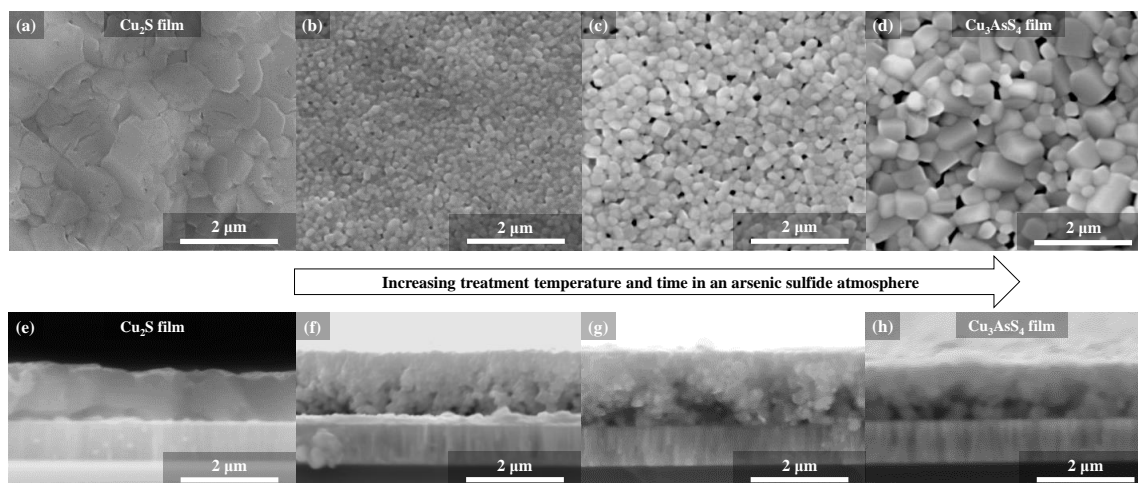 (a) Cu₂S film
(b)
(c)
(d) Cu₃AsS₄ film
2 μm
2 μm
2 μm
2 μm
Increasing treatment temperature and time in an arsenic sulfide atmosphere
(e) Cu₂S film
(f)
(g)
(h) Cu₃AsS₄ film
2 μm
2 μm
2 μm
2 μm